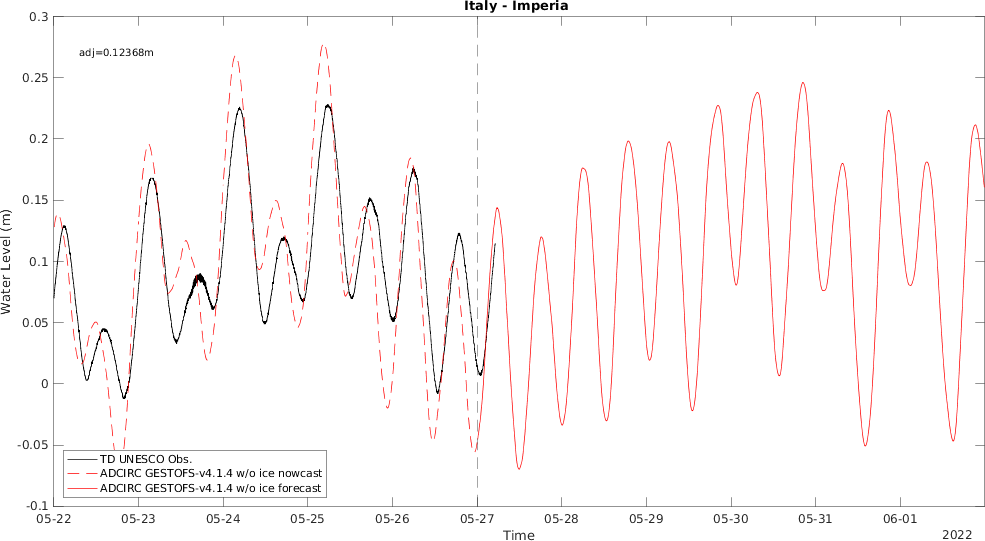 Italy - Imperia
adj=0.12368m
0.3
0.25
0.2
0.15
0.1
0.05
0
-0.05
-0.1
Water Level (m)
TD UNESCO Obs.
ADCIRC GESTOFS-v4.1.4 w/o ice nowcast
ADCIRC GESTOFS-v4.1.4 w/o ice forecast
05-22 05-23 05-24 05-25 05-26 05-27 05-28 05-29 05-30 05-31 06-01
Time
2022